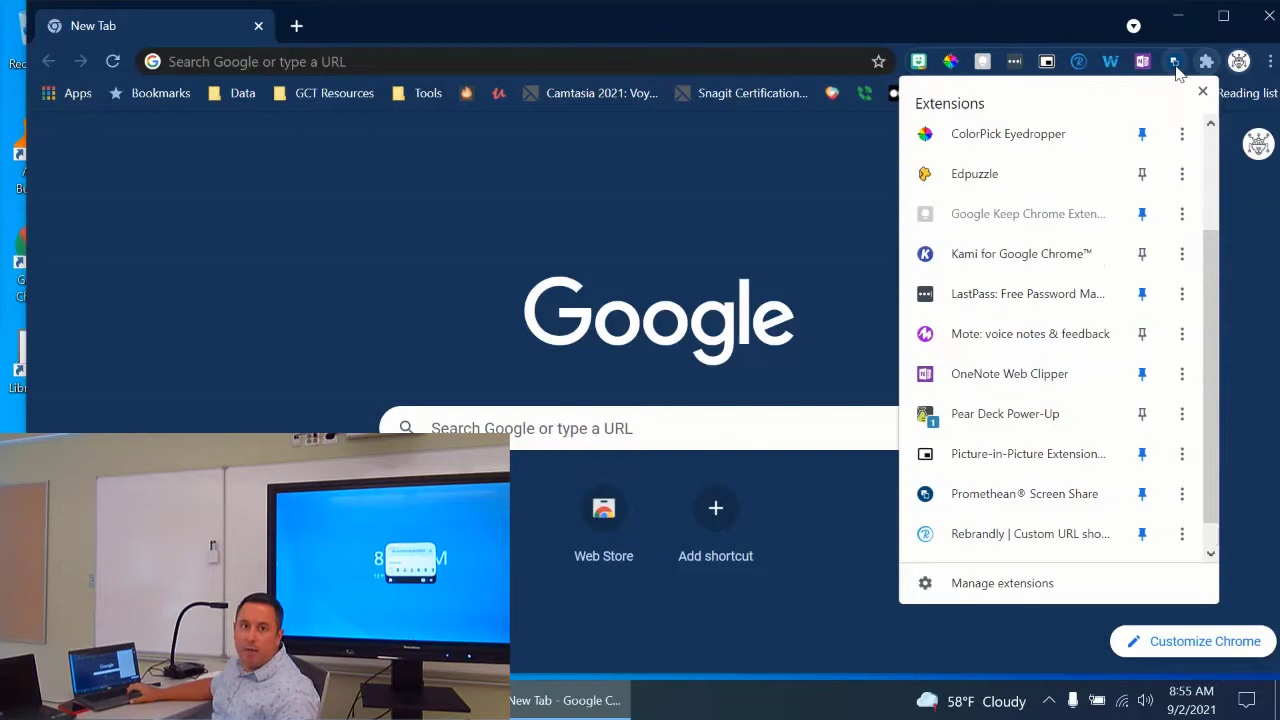 New Tab
Search Google or type a URL
Apps
Bookmarks
Data
GCT Resources
Tools
Camtasia 2021: Voy...
Snagit Certification...
Reading list
Extensions
ColorPick Eyedropper
Edpuzzle
Google Keep Chrome Exten...
Kami for Google Chrome™
LastPass: Free Password Ma...
Mote: voice notes & feedback
OneNote Web Clipper
Pear Deck Power-Up
1
Picture-in-Picture Extension...
Promethean® Screen Share
Rebrandly | Custom URL sho...
Manage extensions
Google
Search Google or type a URL
Web Store
Add shortcut
Customize Chrome
New Tab - Google C...
58°F Cloudy
8:55 AM
9/2/2021